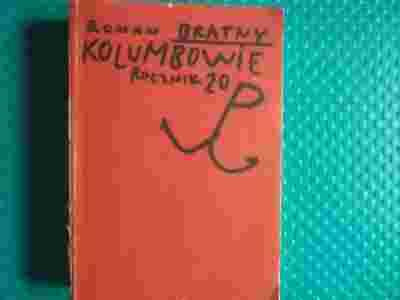 ROMAN BRATNY
KOLUMBOWIE
ROCZNIK 20